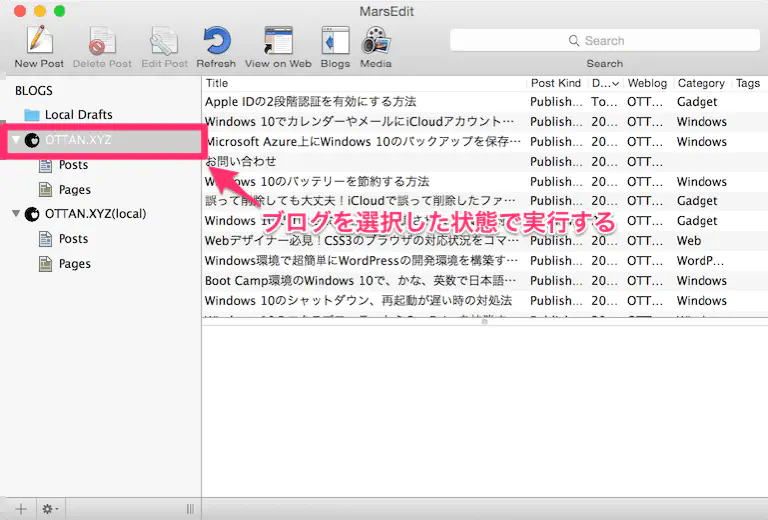 MarsEdit
New Post Delete Post Edit Post Refresh View on Web Blogs Media
Search
Search
BLOGS
Local Drafts
OTTAN.XYZ
Posts
Pages
OTTAN.XYZ(local)
Posts
Pages
Title Post Kind D... Weblog Category Tags
Apple IDの2段階認証を有効にする方法 Publish... To... OTT... Gadget
Windows 10でカレンダーやメールにiCloudアカウント… Publish... 20... OTT... Windows
Microsoft Azure上にWindows 10のバックアップを保存… Publish... 20... OTT... Windows
お問い合わせ Publish... 20... OTT...
Windows 10のバッテリーを節約する方法 Publish... 20... OTT... Windows
誤って削除しても大丈夫！iCloudで誤って削除したファ… Publish... 20... OTT... Gadget
Windows 1
ブログを選択した状態で実行する
Gadget
Webデザイナー必見！CSS3のブラウザの対応状況をコマ… Publish... 20... OTT... Web
Windows環境で超簡単にWordPressの開発環境を構築す… Publish... 20... OTT... WordP...
Boot Camp環境のWindows 10で、かな、英数で日本語… Publish... 20... OTT... Windows
Windows 10のシャットダウン、再起動が遅い時の対処法 Publish... 20... OTT... Windows